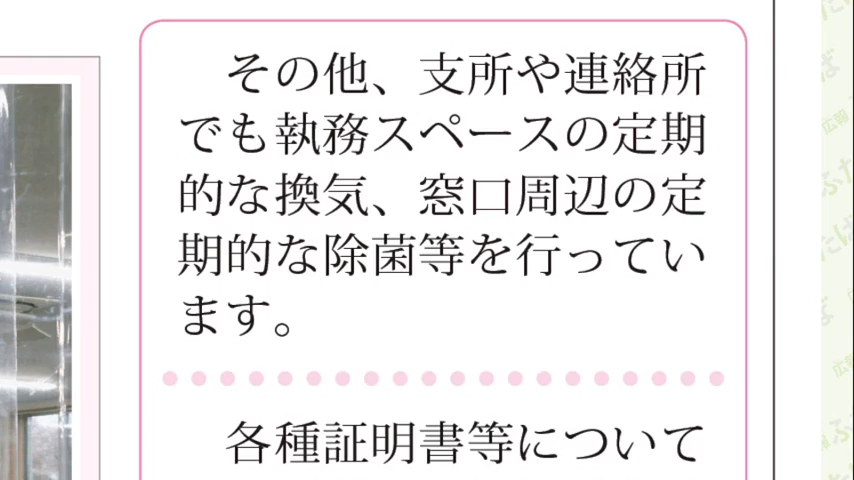 その他、支所や連絡所
でも執務スペースの定期
的な換気、窓口周辺の定
期的な除菌等を行ってい
ます。
各種証明書等について
広報